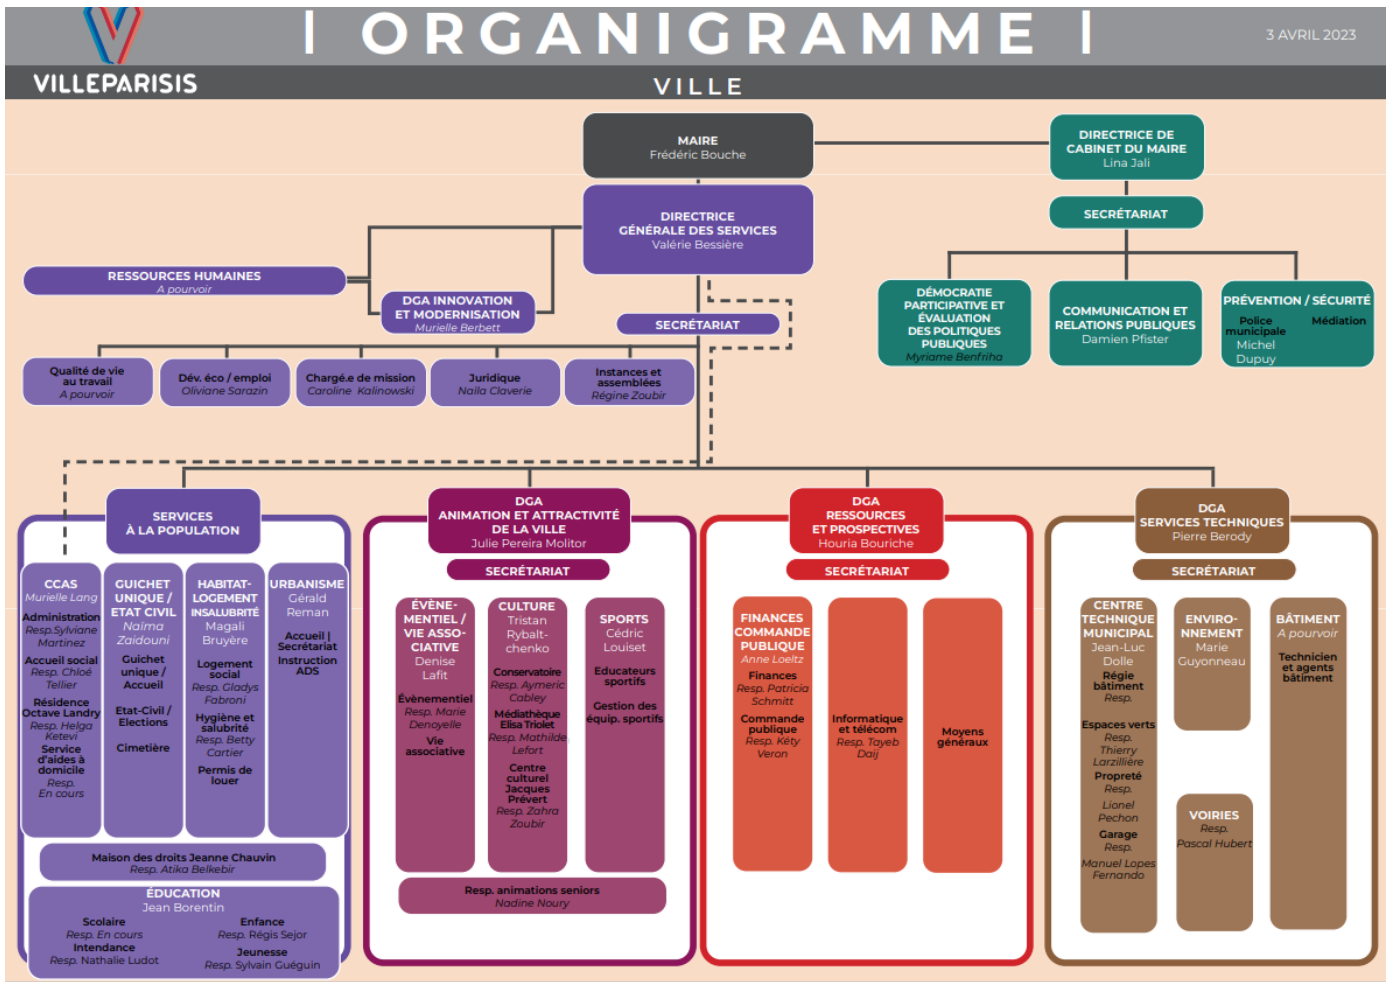 | ORGANIGRAMME |
3 AVRIL 2023
VILLEPARISIS
VILLE
MAIRE
Frédéric Bouche
DIRECTRICE DE
CABINET DU MAIRE
Lina Jali
SECRÉTARIAT
DIRECTRICE
GÉNÉRALE DES SERVICES
Valérie Bessière
RESSOURCES HUMAINES
A pourvoir
DGA INNOVATION
ET MODERNISATION
Murielle Berbett
SECRÉTARIAT
DÉMOCRATIE
PARTICIPATIVE ET
ÉVALUATION
DES POLITIQUES
PUBLIQUES
Myriame Benfriha
COMMUNICATION ET
RELATIONS PUBLIQUES
Damien Pfister
PRÉVENTION / SÉCURITÉ
Police
municipale
Michel
Dupuy
Médiation
Qualité de vie
au travail
A pourvoir
Dév. éco / emploi
Oliviane Sarazin
Chargé.e de mission
Caroline Kalinowski
Juridique
Naïla Claverie
Instances et
assemblées
Régine Zoubir
SERVICES
À LA POPULATION
CCAS
Murielle Lang
Administration
Resp.Sylviane
Martinez
Accueil social
Resp. Chloé
Tellier
Résidence
Octave Landry
Resp. Helga
Ketevi
Service
d'aides à
domicile
Resp.
En cours
GUICHET
UNIQUE /
ETAT CIVIL
Naïma
Zaidouni
Guichet
unique /
Accueil
Etat-Civil /
Elections
Cimetière
HABITAT-
LOGEMENT
INSALUBRITÉ
Magali
Bruyère
Logement
social
Resp. Gladys
Fabroni
Hygiène et
salubrité
Resp. Betty
Cartier
Permis de
louer
URBANISME
Gérald
Reman
Accueil |
Secrétariat
Instruction
ADS
Maison des droits Jeanne Chauvin
Resp. Atika Belkebir
ÉDUCATION
Jean Borentin
Scolaire
Resp. En cours
Intendance
Resp. Nathalie Ludot
Enfance
Resp. Régis Sejor
Jeunesse
Resp. Sylvain Guéguin
DGA
ANIMATION ET ATTRACTIVITÉ
DE LA VILLE
Julie Pereira Molitor
SECRÉTARIAT
ÉVÈNE-
MENTIEL /
VIE ASSO-
CIATIVE
Denise
Lafit
Évènementiel
Resp. Marie
Denoyelle
Vie
associative
CULTURE
Tristan
Rybalt-
chenko
Conservatoire
Resp. Aymeric
Cabley
Médiathèque
Elisa Triolet
Resp. Mathilde
Lefort
Centre
culturel
Jacques
Prévert
Resp. Zahra
Zoubir
SPORTS
Cédric
Louiset
Educateurs
sportifs
Gestion des
équip. sportifs
Resp. animations seniors
Nadine Noury
DGA
RESSOURCES
ET PROSPECTIVES
Houria Bouriche
SECRÉTARIAT
FINANCES
COMMANDE
PUBLIQUE
Anne Loeltz
Finances
Resp. Patricia
Schmitt
Commande
publique
Resp. Kéty
Veron
Informatique
et télécom
Resp. Tayeb
Daij
Moyens
généraux
DGA
SERVICES TECHNIQUES
Pierre Berody
SECRÉTARIAT
CENTRE
TECHNIQUE
MUNICIPAL
Jean-Luc
Dolle
Régie
bâtiment
Resp.
Espaces verts
Resp.
Thierry
Larzillière
Propreté
Resp.
Lionel
Pechon
Garage
Resp.
Manuel Lopes
Fernando
ENVIRO-
NNEMENT
Marie
Guyonneau
VOIRIES
Resp.
Pascal Hubert
BÂTIMENT
A pourvoir
Technicien
et agents
bâtiment